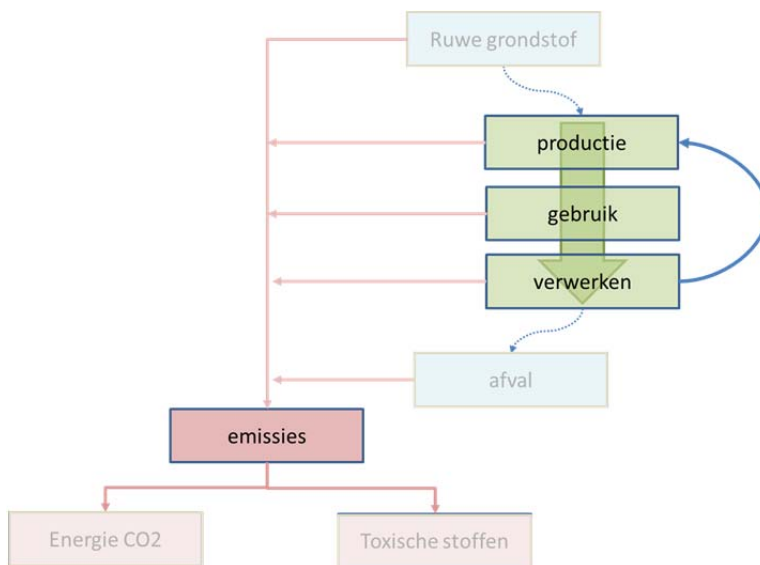 Ruwe grondstof
productie
gebruik
verwerken
afval
emissies
Energie CO2
Toxische stoffen